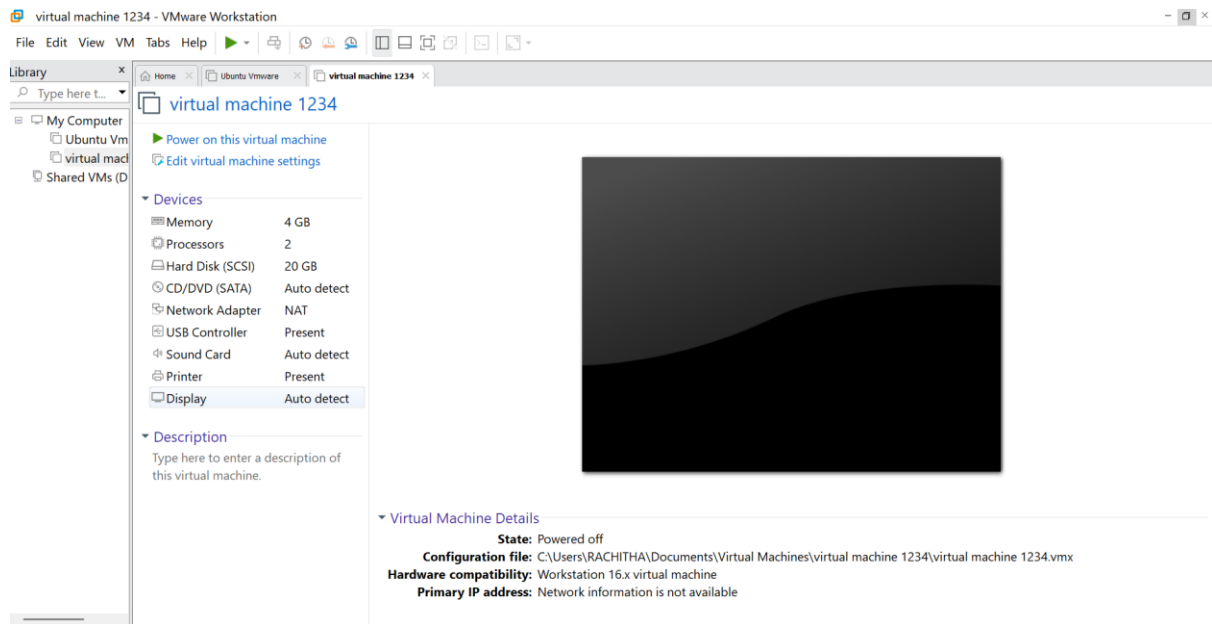 virtual machine 1234 - VMware Workstation
File Edit View VM Tabs Help
Library
Type here t...
My Computer
Ubuntu Vm
virtual mach
Shared VMs (D
Home
Ubuntu Vmware
virtual machine 1234
virtual machine 1234
Power on this virtual machine
Edit virtual machine settings
Devices
Memory 4 GB
Processors 2
Hard Disk (SCSI) 20 GB
CD/DVD (SATA) Auto detect
Network Adapter NAT
USB Controller Present
Sound Card Auto detect
Printer Present
Display Auto detect
Description
Type here to enter a description of
this virtual machine.
Virtual Machine Details
State: Powered off
Configuration file: C:\Users\RACHITHA\Documents\Virtual Machines\virtual machine 1234\virtual machine 1234.vmx
Hardware compatibility: Workstation 16.x virtual machine
Primary IP address: Network information is not available